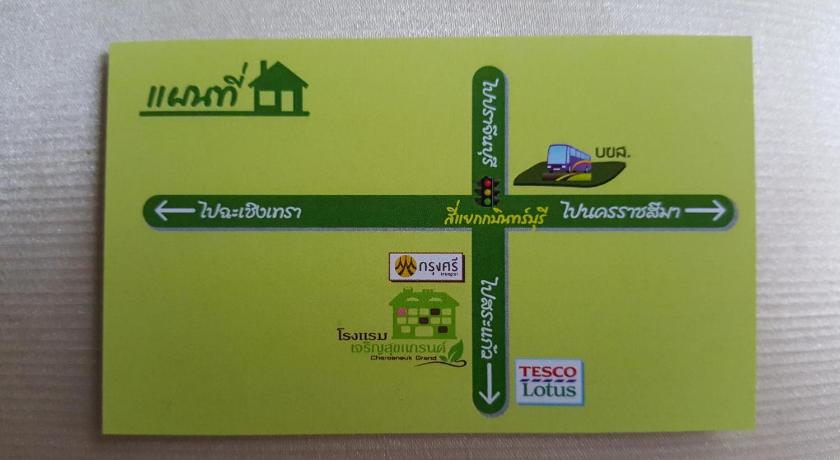 แผนที่
ไปปราจีนบุรี
บขส.
ไปฉะเชิงเทรา
สี่แยกกบินทร์บุรี
ไปนครราชสีมา
กรุงศรี
ไปสระแก้ว
โรงแรม
เจริญสุขแกรนด์
Charoensuk Grand
TESCO
Lotus